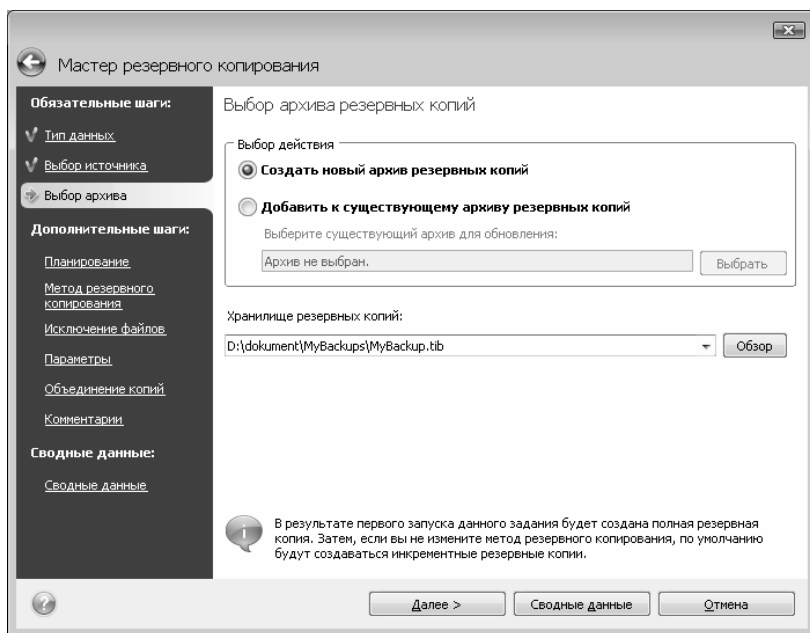 Мастер резервного копирования
Обязательные шаги:
Тип данных
Выбор источника
Выбор архива
Дополнительные шаги:
Планирование
Метод резервного
копирования
Исключение файлов
Параметры
Объединение копий
Комментарии
Сводные данные:
Сводные данные
Выбор архива резервных копий
Выбор действия
Создать новый архив резервных копий
Добавить к существующему архиву резервных копий
Выберите существующий архив для обновления:
Архив не выбран.
Выбрать
Хранилище резервных копий:
D:\dokument\MyBackups\MyBackup.tib
Обзор
В результате первого запуска данного задания будет создана полная резервная
копия. Затем, если вы не измените метод резервного копирования, по умолчанию
будут создаваться инкрементные резервные копии.
Далее >
Сводные данные
Отмена